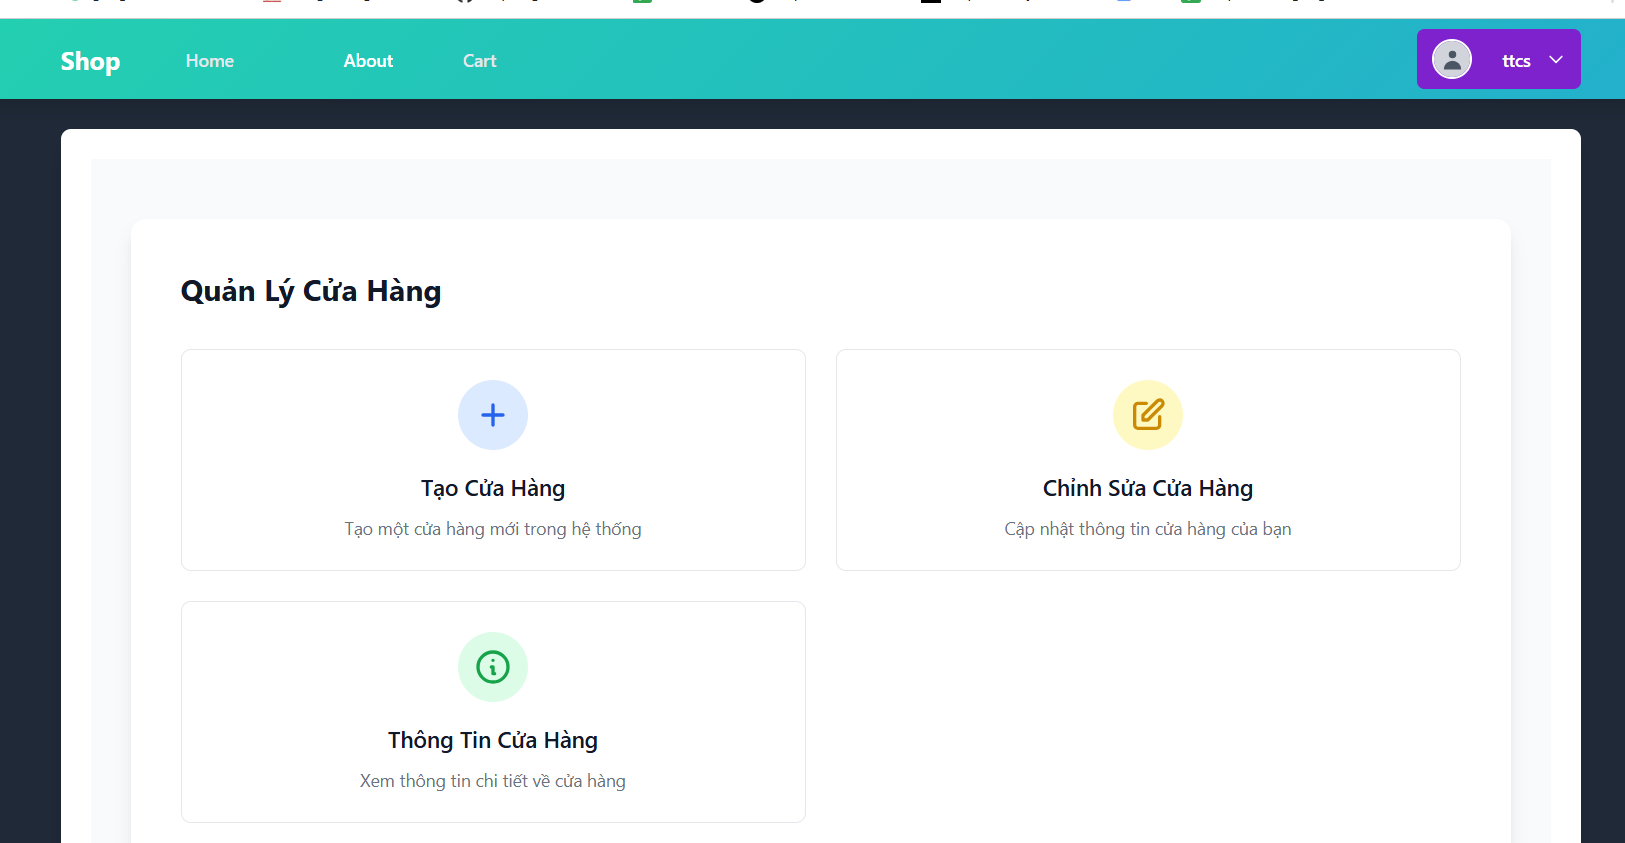 Shop Home About Cart ttcs
Quản Lý Cửa Hàng
Tạo Cửa Hàng
Tạo một cửa hàng mới trong hệ thống
Chỉnh Sửa Cửa Hàng
Cập nhật thông tin cửa hàng của bạn
Thông Tin Cửa Hàng
Xem thông tin chi tiết về cửa hàng